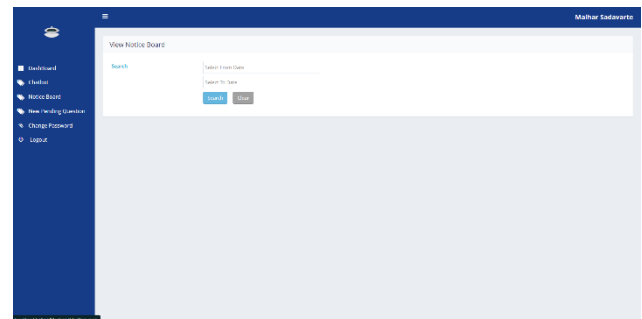 Malhar Sadavarte
View Notice Board
Dashboard
Chatbot
Notice Board
New Pending Question
Change Password
Logout
Search
Select From Date
Select To Date
Search Clear